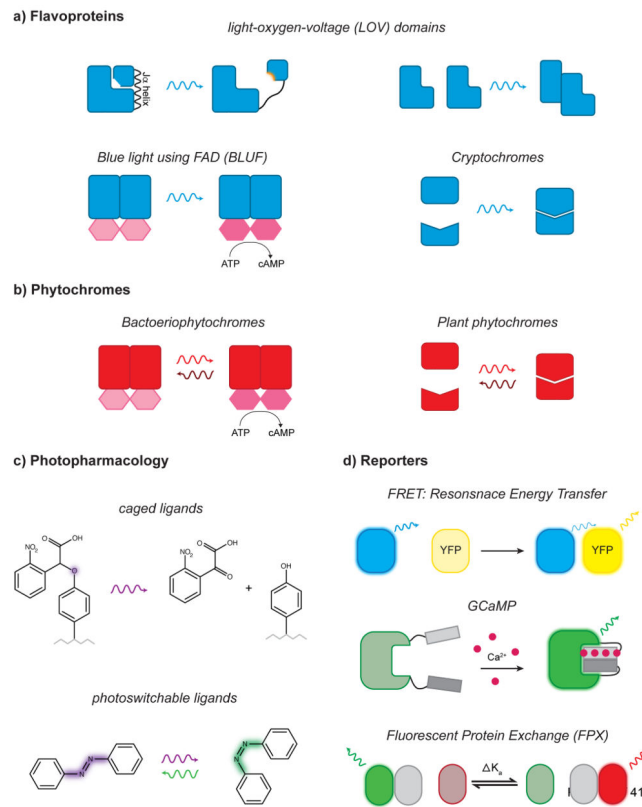 a) Flavoproteins
light-oxygen-voltage (LOV) domains
Jα helix
Blue light using FAD (BLUF)
Cryptochromes
ATP
cAMP
b) Phytochromes
Bactoeriophytochromes
Plant phytochromes
ATP
cAMP
c) Photopharmacology
d) Reporters
caged ligands
FRET: Resonsnace Energy Transfer
NO₂
O
OH
O
NO₂
O
OH
O
+
OH
YFP
YFP
GCaMP
Ca²⁺
photoswitchable ligands
N
N
N
N
Fluorescent Protein Exchange (FPX)
ΔKₐ
41